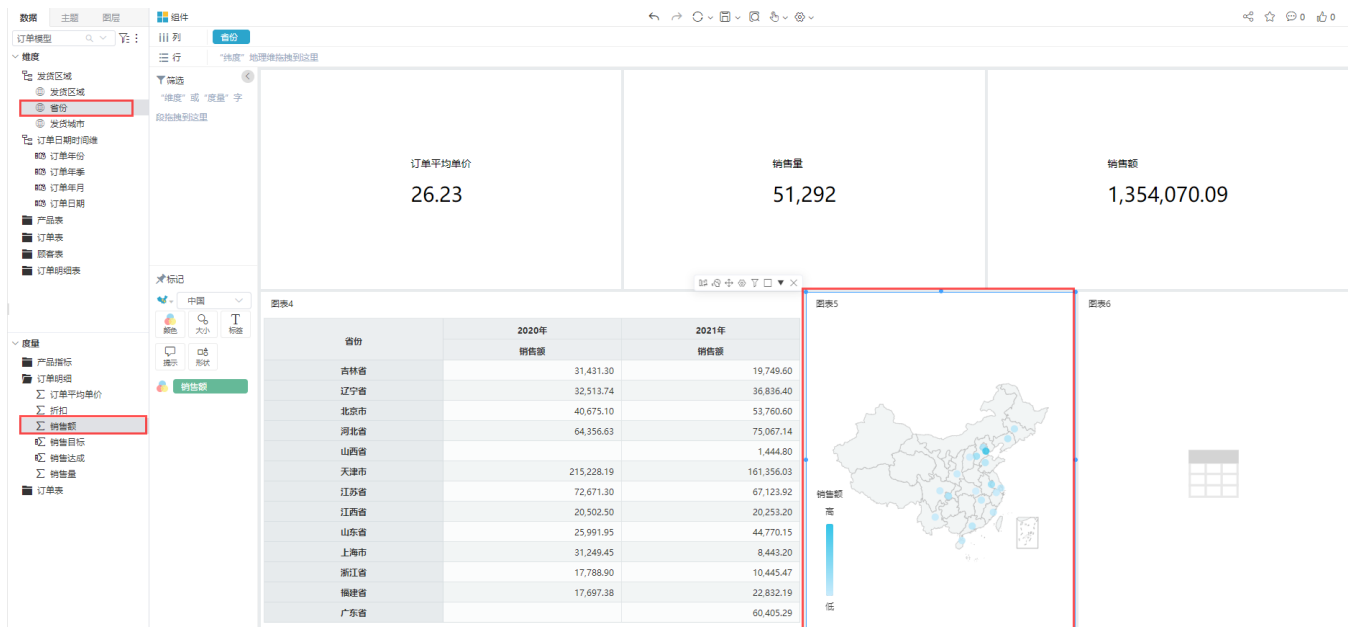 数据 主题 图层
订单模型
维度
发货区域
发货区域
省份
发货城市
订单日期时间维
订单年份
订单年季
订单年月
订单日期
产品表
订单表
顾客表
订单明细表
度量
产品指标
订单明细
订单平均单价
折扣
销售额
销售目标
销售达成
销售量
订单表
组件
0 0
列 省份
行 "纬度" 地理维拖拽到这里
筛选
"维度" 或 "度量" 字
段拖拽到这里
标记
中国
颜色 大小 标签
提示 形状
销售额
订单平均单价
26.23
销售量
51,292
销售额
1,354,070.09
图表4
省份 2020年 2021年
销售额 销售额
吉林省 31,431.30 19,749.60
辽宁省 32,513.74 36,836.40
北京市 40,675.10 53,760.60
河北省 64,356.63 75,067.14
山西省 1,444.80
天津市 215,228.19 161,356.03
江苏省 72,671.30 67,123.92
江西省 20,502.50 20,253.20
山东省 25,991.95 44,770.15
上海市 31,249.45 8,443.20
浙江省 17,788.90 10,445.47
福建省 17,697.38 22,832.19
广东省 60,405.29
图表5
销售额
高
低
图表6